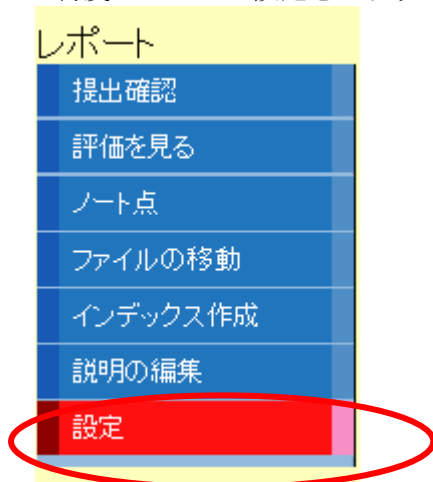 レポート
提出確認
評価を見る
ノート点
ファイルの移動
インデックス作成
説明の編集
設定